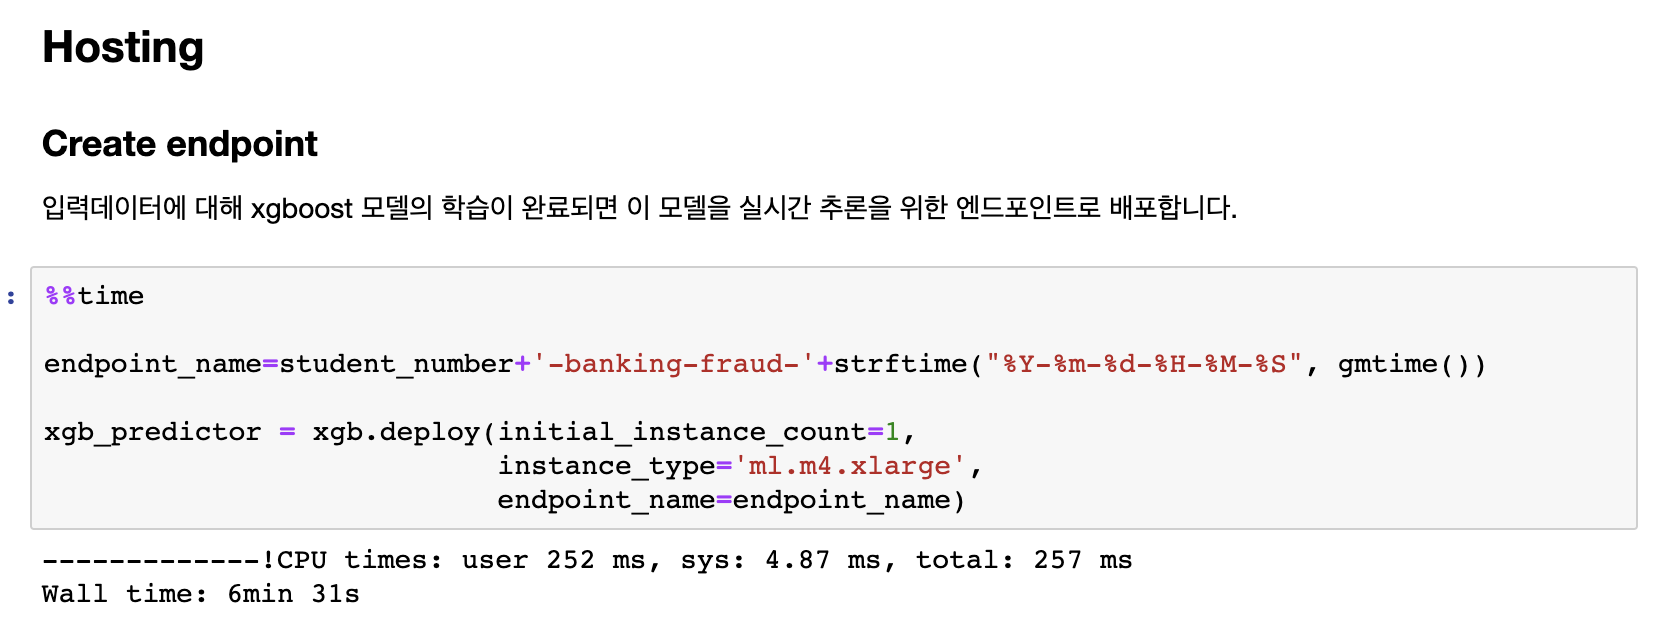 Hosting
Create endpoint
입력데이터에 대해 xgboost 모델의 학습이 완료되면 이 모델을 실시간 추론을 위한 엔드포인트로 배포합니다.
:
%%time
endpoint_name=student_number+'-banking-fraud-'+strftime("%Y-%m-%d-%H-%M-%S", gmtime())
xgb_predictor = xgb.deploy(initial_instance_count=1,
instance_type='ml.m4.xlarge',
endpoint_name=endpoint_name)
-------------!CPU times: user 252 ms, sys: 4.87 ms, total: 257 ms
Wall time: 6min 31s